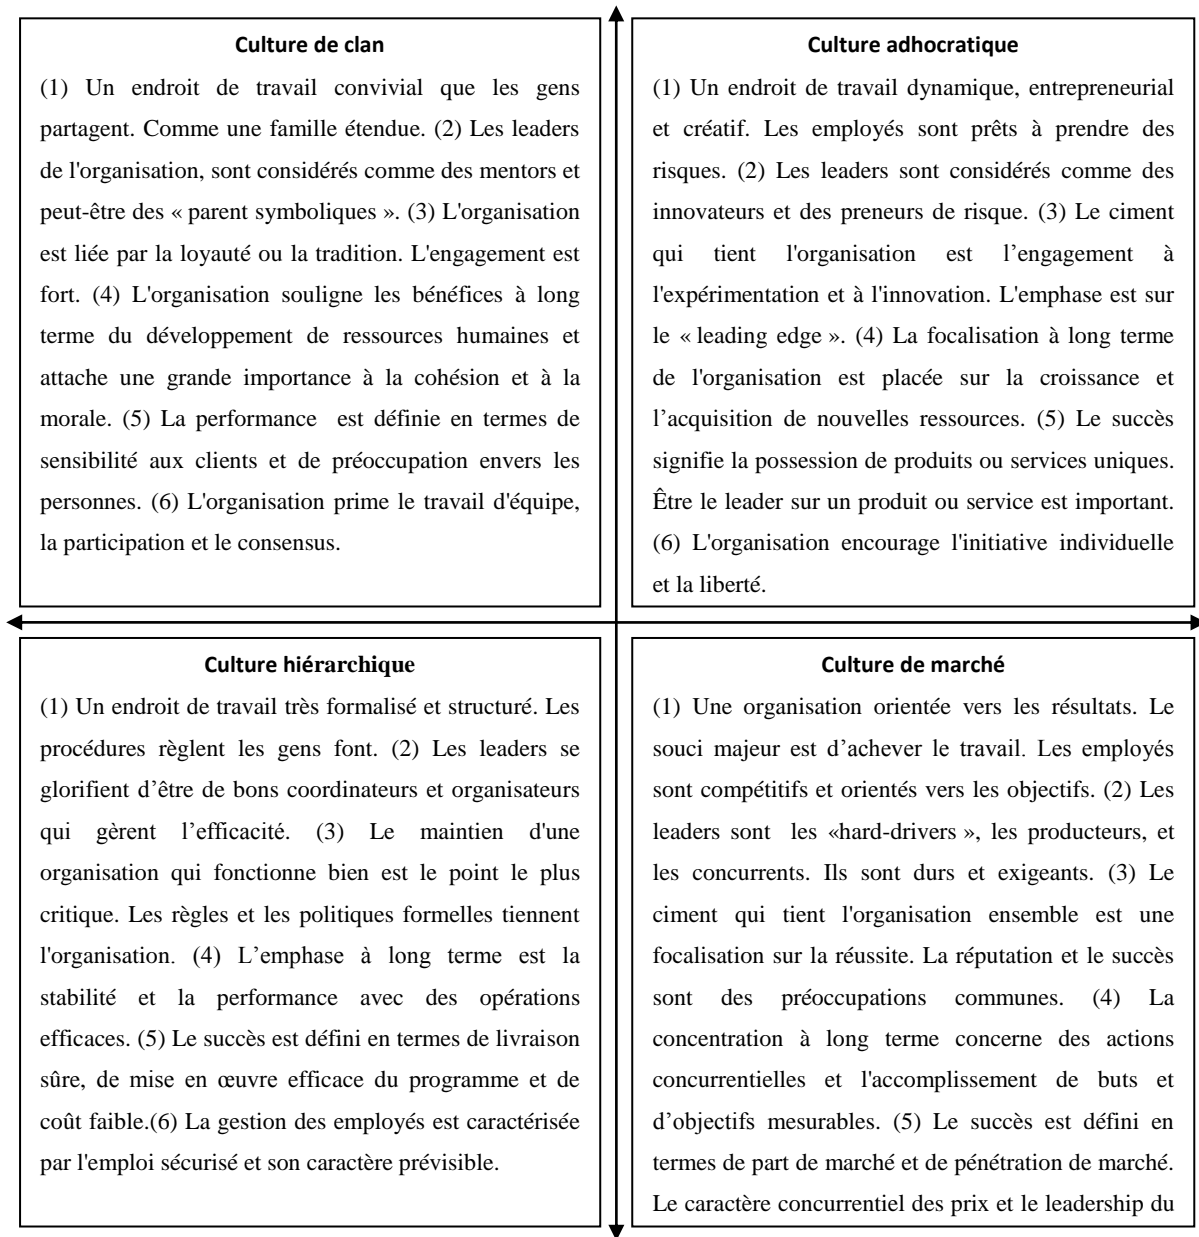 Culture de clan
(1) Un endroit de travail convivial que les gens
partagent. Comme une famille étendue. (2) Les leaders
de l'organisation, sont considérés comme des mentors et
peut-être des « parent symboliques ». (3) L'organisation
est liée par la loyauté ou la tradition. L'engagement est
fort. (4) L'organisation souligne les bénéfices à long
terme du développement de ressources humaines et
attache une grande importance à la cohésion et à la
morale. (5) La performance est définie en termes de
sensibilité aux clients et de préoccupation envers les
personnes. (6) L'organisation prime le travail d'équipe,
la participation et le consensus.
Culture adhocratique
(1) Un endroit de travail dynamique, entrepreneurial
et créatif. Les employés sont prêts à prendre des
risques. (2) Les leaders sont considérés comme des
innovateurs et des preneurs de risque. (3) Le ciment
qui tient l'organisation est l’engagement à
l'expérimentation et à l'innovation. L'emphase est sur
le « leading edge ». (4) La focalisation à long terme
de l'organisation est placée sur la croissance et
l’acquisition de nouvelles ressources. (5) Le succès
signifie la possession de produits ou services uniques.
Être le leader sur un produit ou service est important.
(6) L'organisation encourage l'initiative individuelle
et la liberté.
Culture hiérarchique
(1) Un endroit de travail très formalisé et structuré. Les
procédures règlent les gens font. (2) Les leaders se
glorifient d’être de bons coordinateurs et organisateurs
qui gèrent l’efficacité. (3) Le maintien d'une
organisation qui fonctionne bien est le point le plus
critique. Les règles et les politiques formelles tiennent
l'organisation. (4) L’emphase à long terme est la
stabilité et la performance avec des opérations
efficaces. (5) Le succès est défini en termes de livraison
sûre, de mise en œuvre efficace du programme et de
coût faible.(6) La gestion des employés est caractérisée
par l'emploi sécurisé et son caractère prévisible.
Culture de marché
(1) Une organisation orientée vers les résultats. Le
souci majeur est d’achever le travail. Les employés
sont compétitifs et orientés vers les objectifs. (2) Les
leaders sont les «hard-drivers », les producteurs, et
les concurrents. Ils sont durs et exigeants. (3) Le
ciment qui tient l'organisation ensemble est une
focalisation sur la réussite. La réputation et le succès
sont des préoccupations communes. (4) La
concentration à long terme concerne des actions
concurrentielles et l'accomplissement de buts et
d’objectifs mesurables. (5) Le succès est défini en
termes de part de marché et de pénétration de marché.
Le caractère concurrentiel des prix et le leadership du